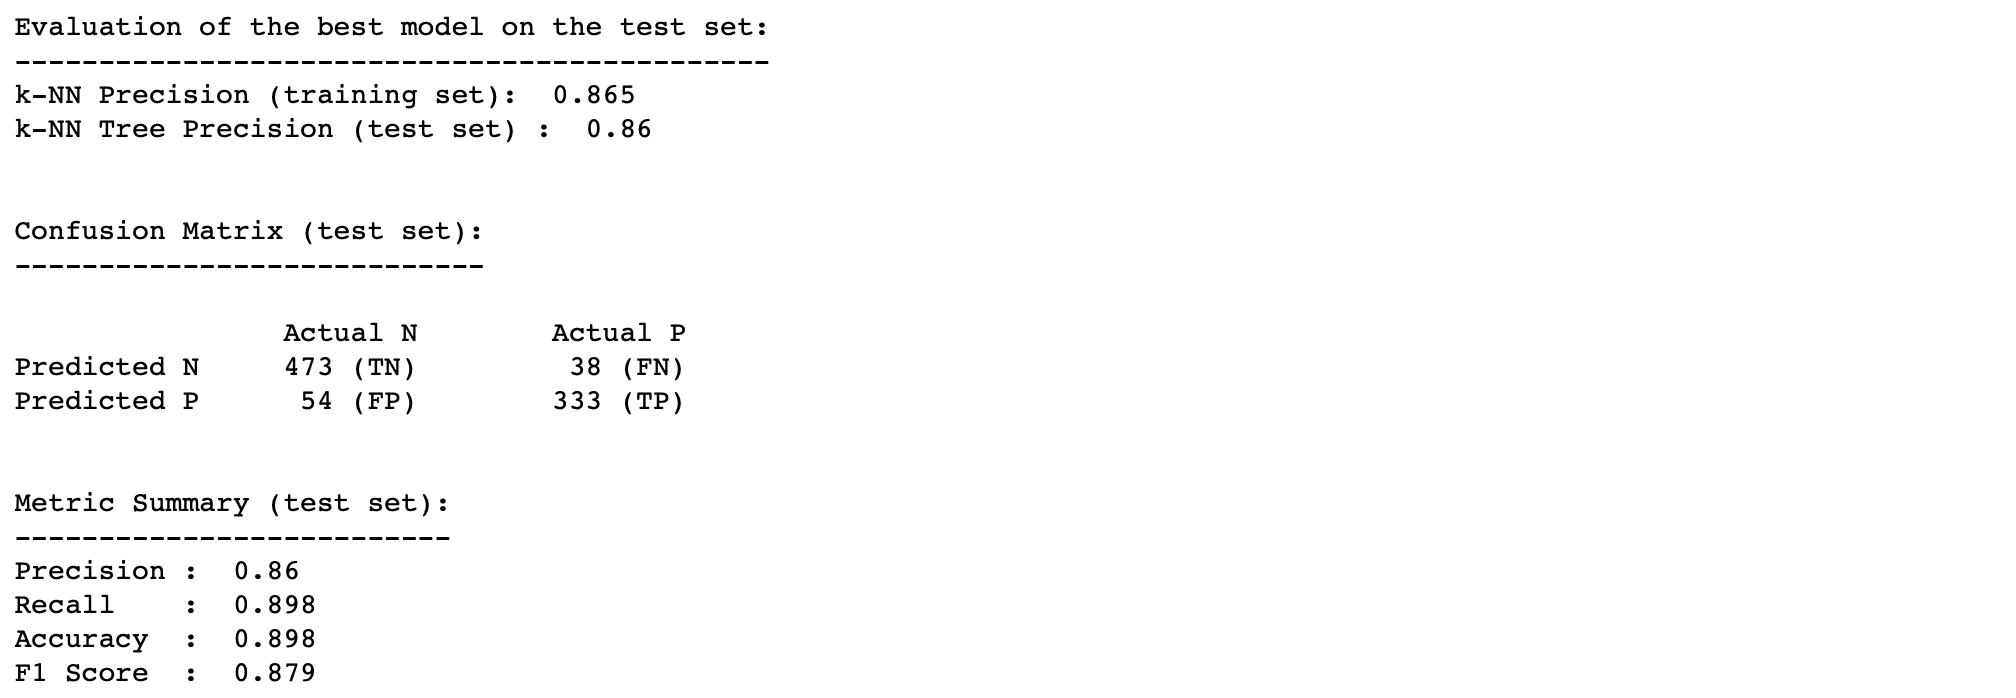 Evaluation of the best model on the test set:
---------------------------------------------
k-NN Precision (training set):  0.865
k-NN Tree Precision (test set) :  0.86
Confusion Matrix (test set):
----------------------------
Actual N        Actual P
Predicted N     473 (TN)         38 (FN)
Predicted P      54 (FP)        333 (TP)
Metric Summary (test set):
--------------------------
Precision :  0.86
Recall    :  0.898
Accuracy  :  0.898
F1 Score  :  0.879